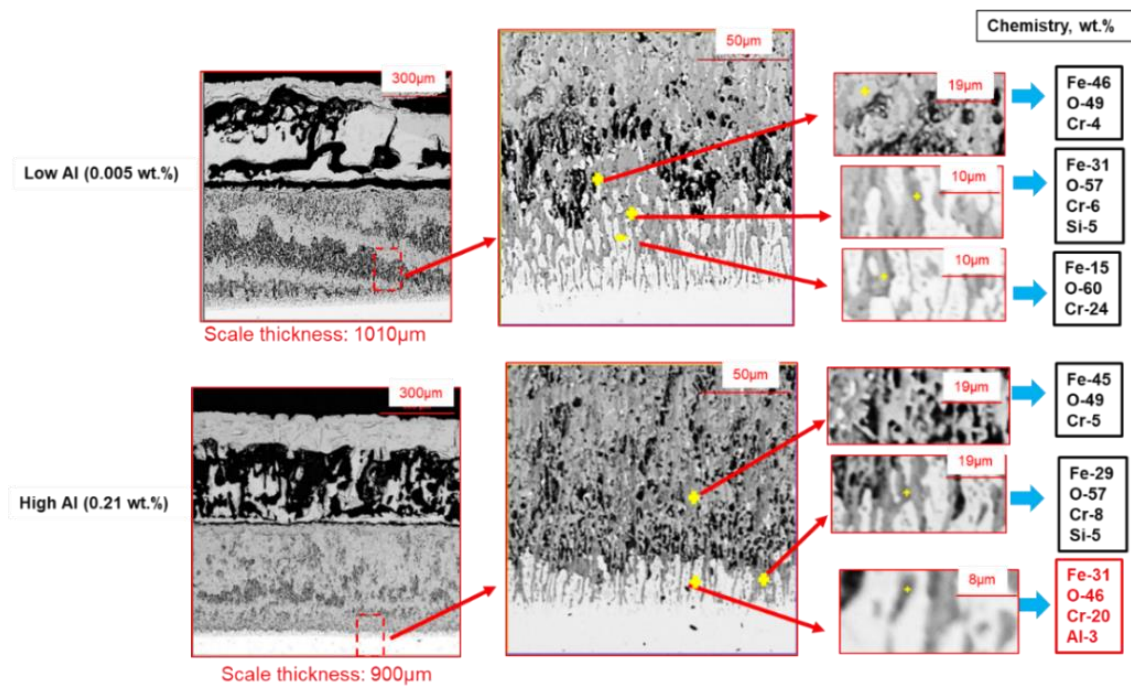 Chemistry, wt.%
Low Al (0.005 wt.%)
300µm
Scale thickness: 1010µm
50µm
19µm
Fe-46
O-49
Cr-4
10µm
Fe-31
O-57
Cr-6
Si-5
10µm
Fe-15
O-60
Cr-24
High Al (0.21 wt.%)
300µm
Scale thickness: 900µm
50µm
19µm
Fe-45
O-49
Cr-5
19µm
Fe-29
O-57
Cr-8
Si-5
8µm
Fe-31
O-46
Cr-20
Al-3